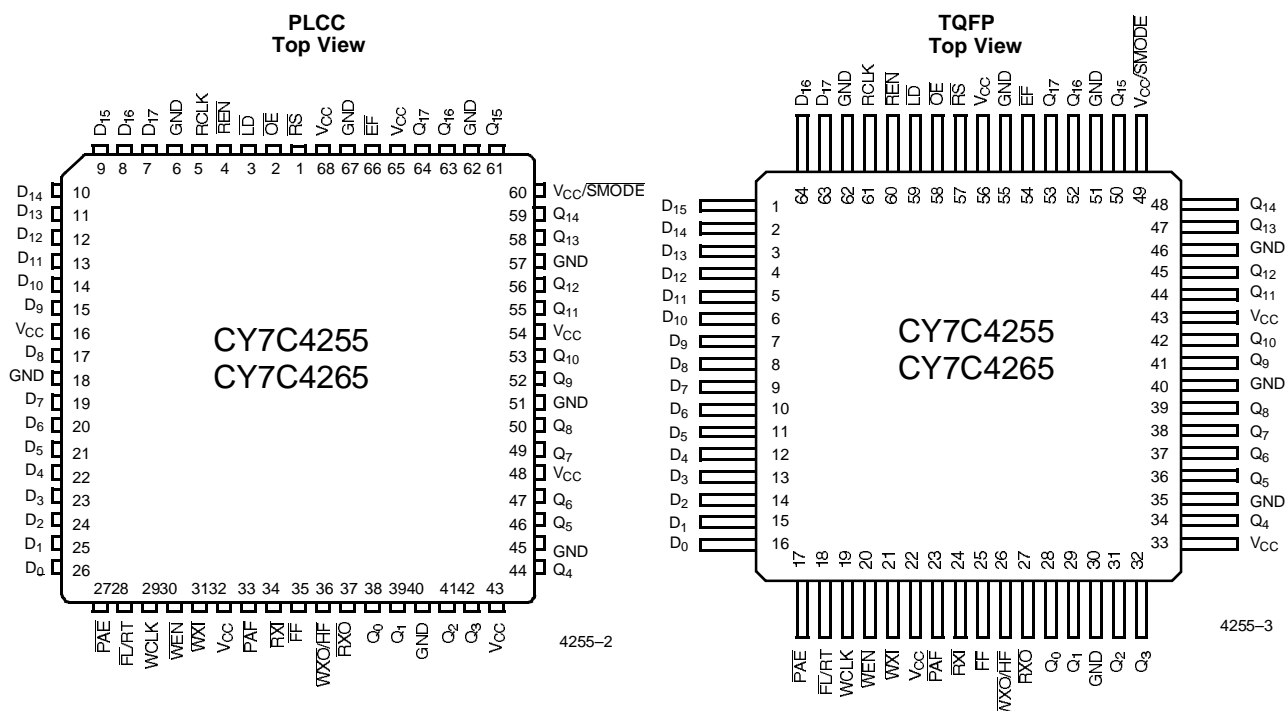 PLCC
Top View
D15 D16 D17 GND RCLK REN LD OE RS VCC GND EF VCC Q17 Q16 GND Q15
9 8 7 6 5 4 3 2 1 68 67 66 65 64 63 62 61
D14 10 60 VCC/SMODE
D13 11 59 Q14
D12 12 58 Q13
D11 13 57 GND
D10 14 56 Q12
D9 15 55 Q11
VCC 16 54 VCC
D8 17 53 Q10
GND 18 52 Q9
D7 19 51 GND
D6 20 50 Q8
D5 21 49 Q7
D4 22 48 VCC
D3 23 47 Q6
D2 24 46 Q5
D1 25 45 GND
D0 26 44 Q4
CY7C4255
CY7C4265
27 28 29 30 31 32 33 34 35 36 37 38 39 40 41 42 43
PAE FL/RT WCLK WEN WXI VCC PAF RXI FF WXO/HF RXO Q0 Q1 GND Q2 Q3 VCC
4255–2
TQFP
Top View
D16 D17 GND RCLK REN LD OE RS VCC GND EF Q17 Q16 GND Q15 VCC/SMODE
64 63 62 61 60 59 58 57 56 55 54 53 52 51 50 49
D15 1 48 Q14
D14 2 47 Q13
D13 3 46 GND
D12 4 45 Q12
D11 5 44 Q11
D10 6 43 VCC
D9 7 42 Q10
D8 8 41 Q9
D7 9 40 GND
D6 10 39 Q8
D5 11 38 Q7
D4 12 37 Q6
D3 13 36 Q5
D2 14 35 GND
D1 15 34 Q4
D0 16 33 VCC
CY7C4255
CY7C4265
17 18 19 20 21 22 23 24 25 26 27 28 29 30 31 32
PAE FL/RT WCLK WEN WXI VCC PAF RXI FF WXO/HF RXO Q0 Q1 GND Q2 Q3
4255–3